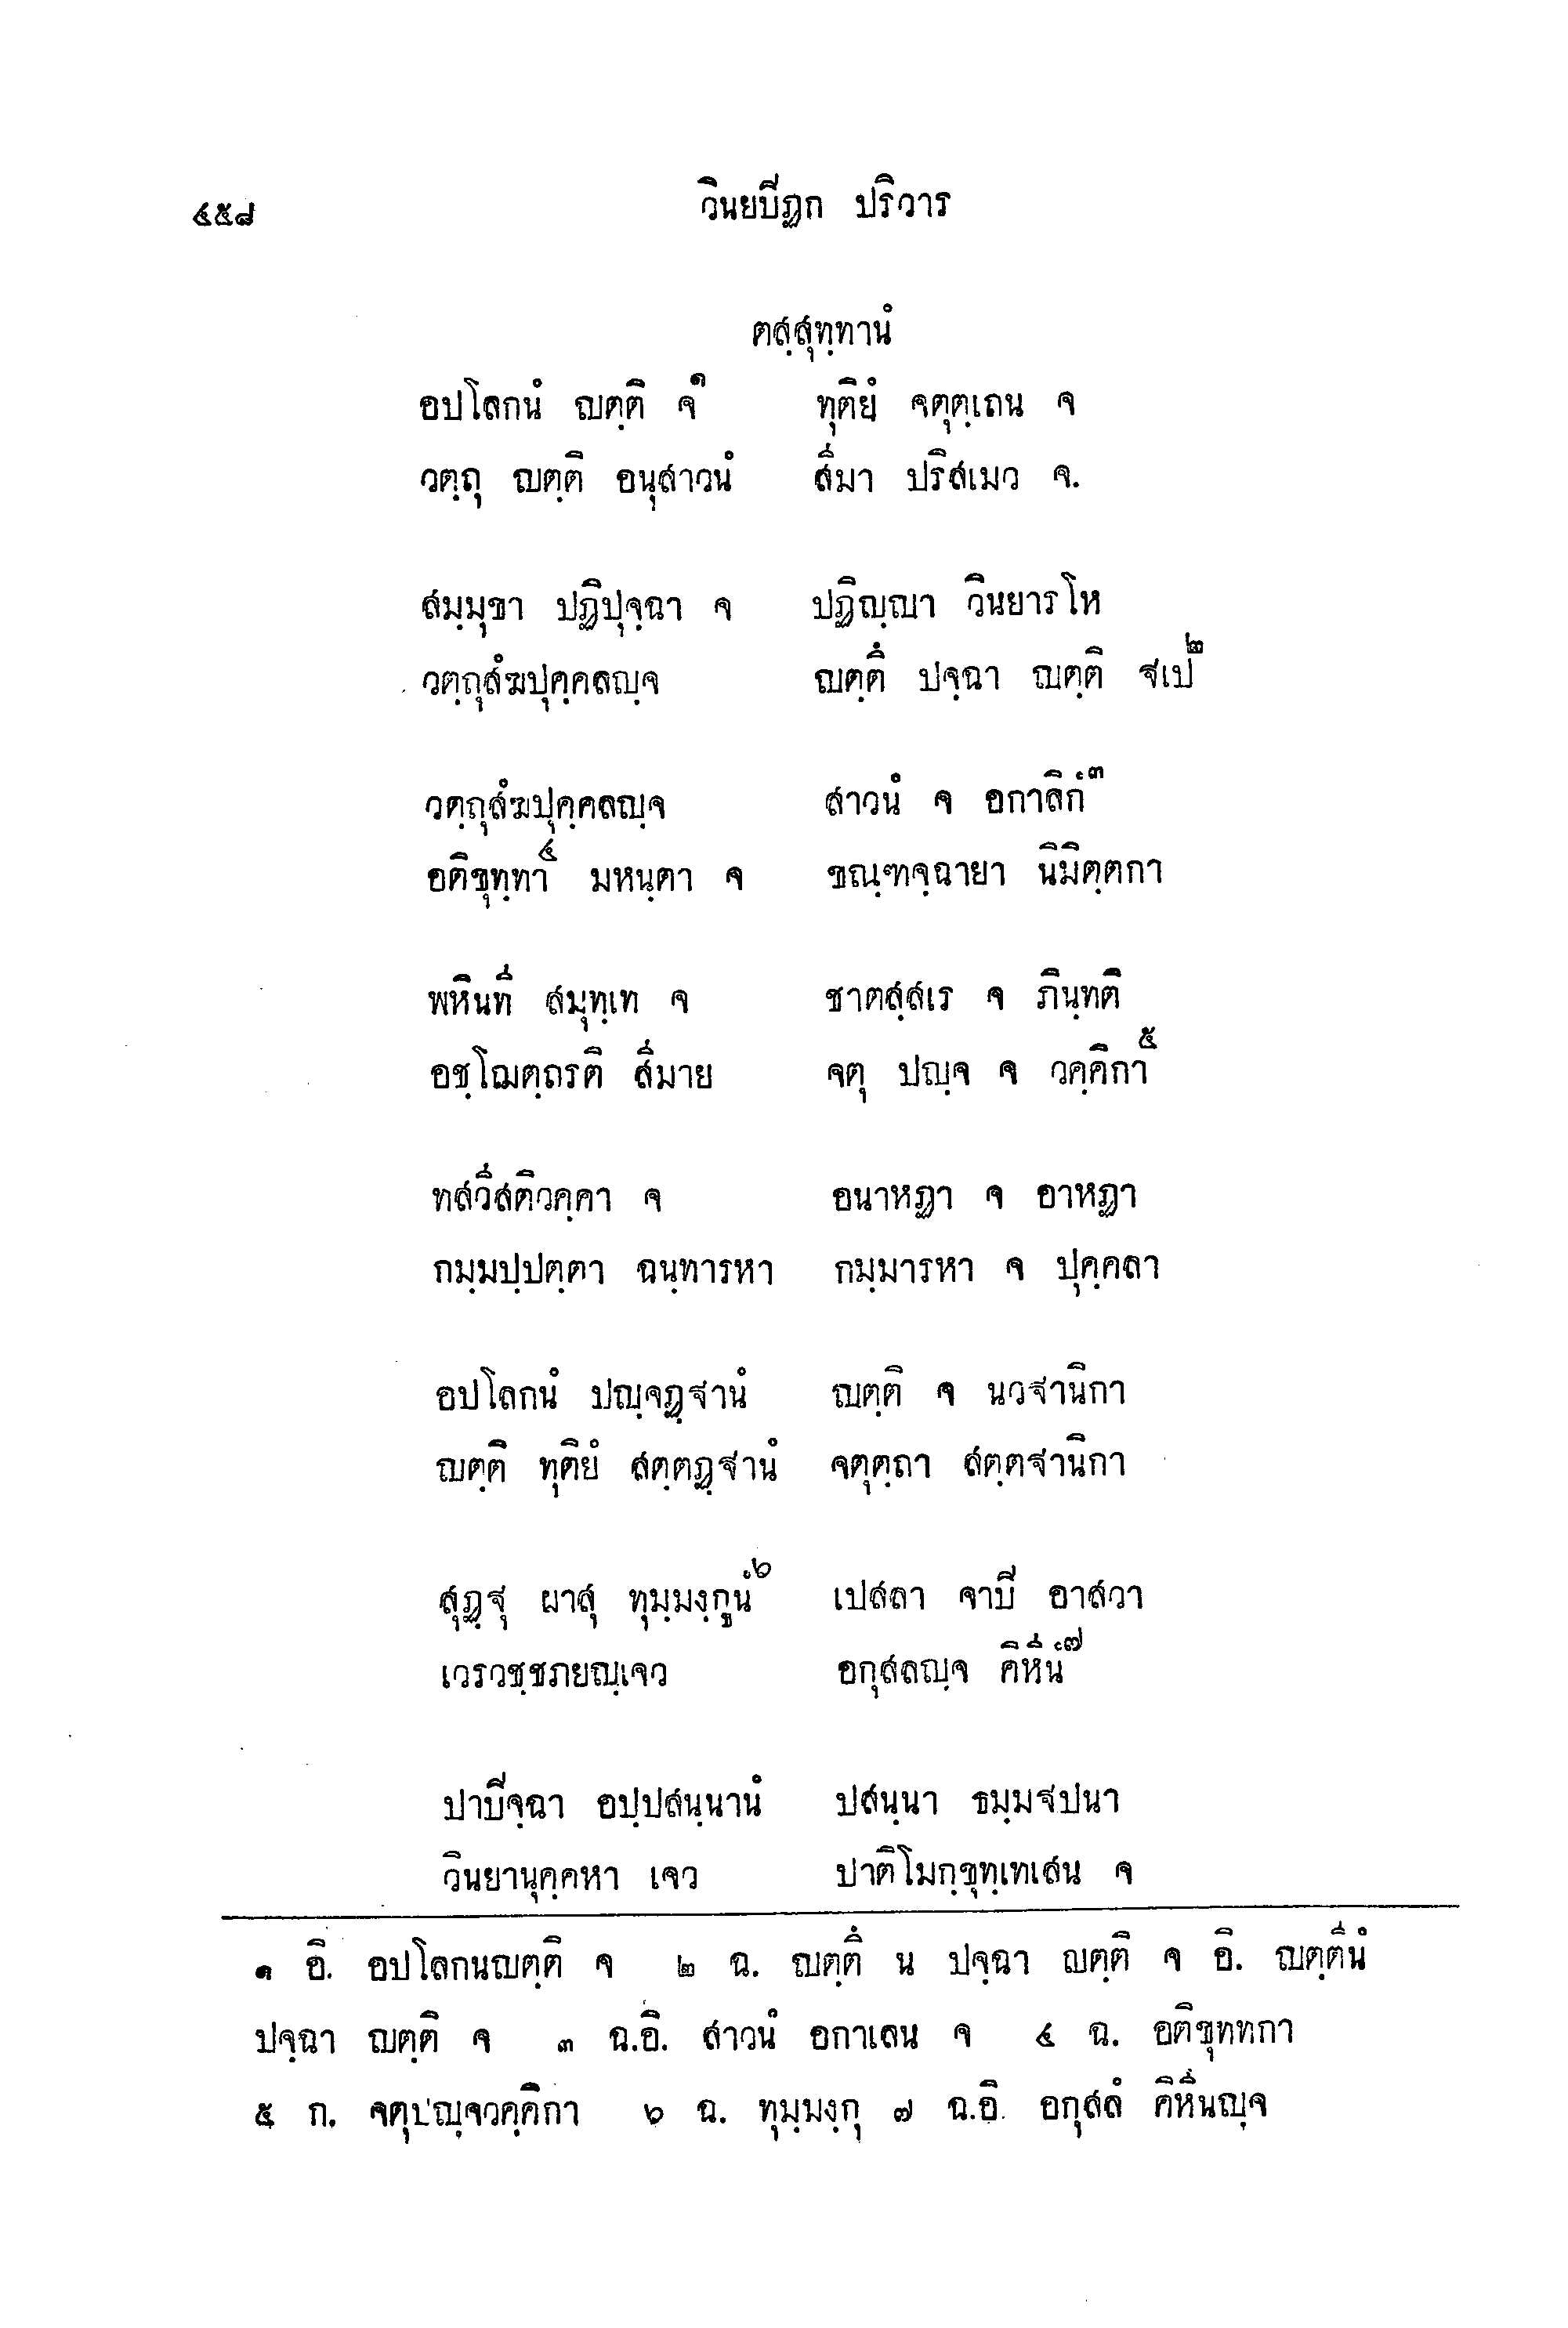 ๔๕๘ วินยปิฏก ปริวาร
ตสฺสุทฺทานํ
อปโลกนํ ญตฺติ จ๑ ทุติยํ จตุตฺเถน จ
วตฺถุ ญตฺติ อนุสาวนํ สีมา ปริสเมว จ.
สมฺมุขา ปฏิปุจฺฉา จ ปฏิญฺญา วินยารโห
วตฺถุสํฆปุคฺคลญฺจ ญตฺตึ ปจฺฉา ญตฺติ ฐเป๒
วตฺถุสํฆปุคฺคลญฺจ สาวนํ จ อกาลิกํ๓
อติขุทฺทา๔ มหนฺตา จ ขณฺฑจฺฉายา นิมิตฺตกา
พหินที สมุทฺเท จ ชาตสฺสเร จ ภินฺทติ
อชฺโฌตฺถรติ สีมาย จตุ ปญฺจ จ วคฺคิกา๕
ทสวีสติวคฺคา จ อนาหฏา จ อาหฏา
กมฺมปฺปตฺตา ฉนฺทารหา กมฺมารหา จ ปุคฺคลา
อปโลกนํ ปญฺจฏฺฐานํ ญตฺติ จ นวฐานิกา
ญตฺติ ทุติยํ สตฺตฏฺฐานํ จตุตฺถา สตฺตฐานิกา
สุฏฺฐุ ผาสุ ทุมฺมงฺกูนํ๖ เปสลา จาปิ อาสวา
เวรวชฺชภยญฺเจว อกุสลญฺจ คิหีนํ๗
ปาปิจฺฉา อปฺปสนฺนานํ ปสนฺนา ธมฺมฐปนา
วินยานุคฺคหา เจว ปาติโมกฺขุทฺเทเสน จ
๑ อิ. อปโลกนญตฺติ จ ๒ ฉ. ญตฺตึ น ปจฺฉา ญตฺติ จ อิ. ญตฺตีนํ
ปจฺฉา ญตฺติ จ ๓ ฉ.อิ. สาวนํ อกาเลน จ ๔ ฉ. อติขุททกา
๕ ก. จตุปญฺจวคฺคิกา ๖ ฉ. ทุมฺมงฺกุ ๗ ฉ.อิ. อกุสลํ คิหีนญฺจ